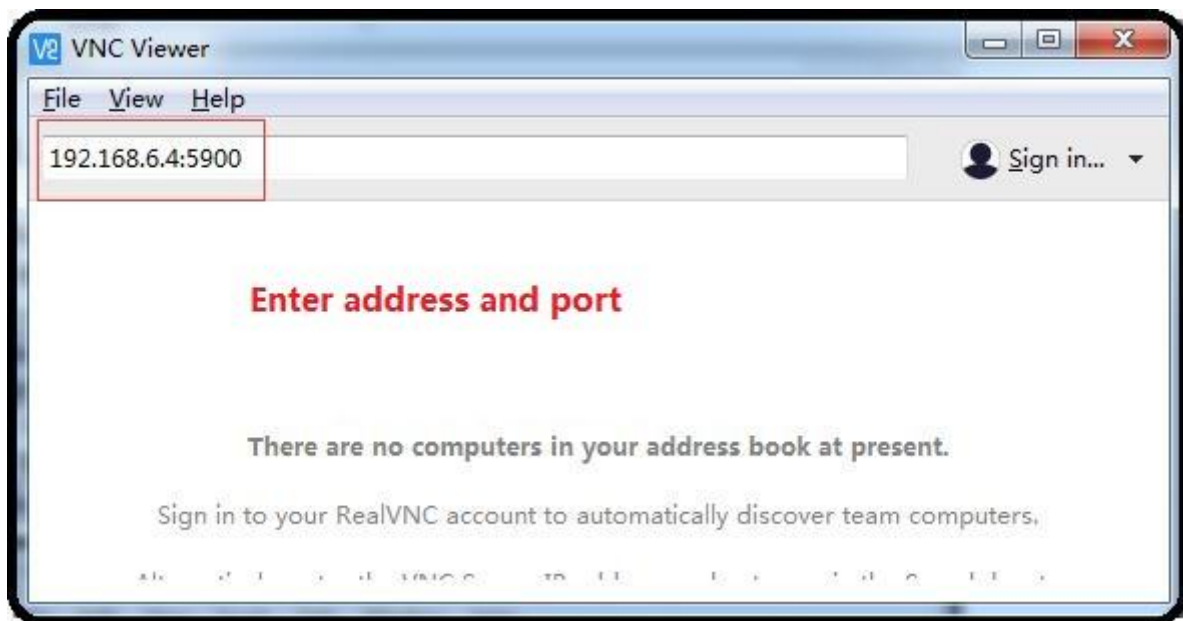 VNC Viewer
File View Help
192.168.6.4:5900
Sign in...
Enter address and port
There are no computers in your address book at present.
Sign in to your RealVNC account to automatically discover team computers.